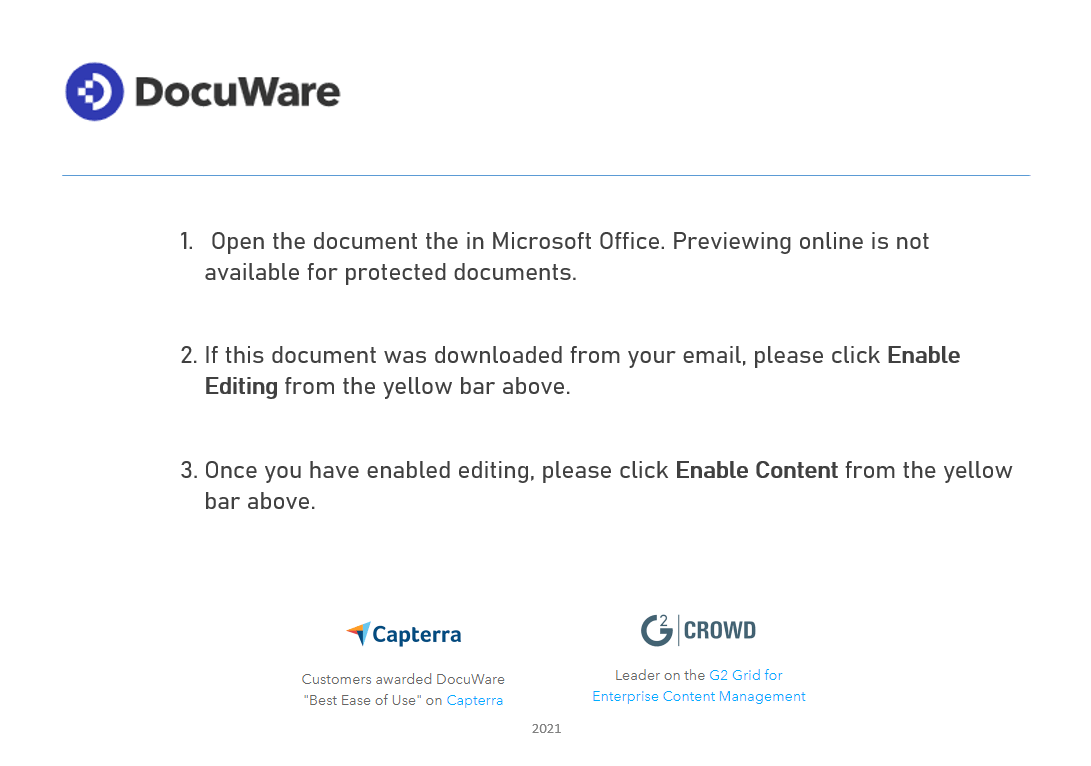 DocuWare
1. Open the document the in Microsoft Office. Previewing online is not
available for protected documents.
2. If this document was downloaded from your email, please click Enable
Editing from the yellow bar above.
3. Once you have enabled editing, please click Enable Content from the yellow
bar above.
Capterra
Customers awarded DocuWare
"Best Ease of Use" on Capterra
G2 | CROWD
Leader on the G2 Grid for
Enterprise Content Management
2021